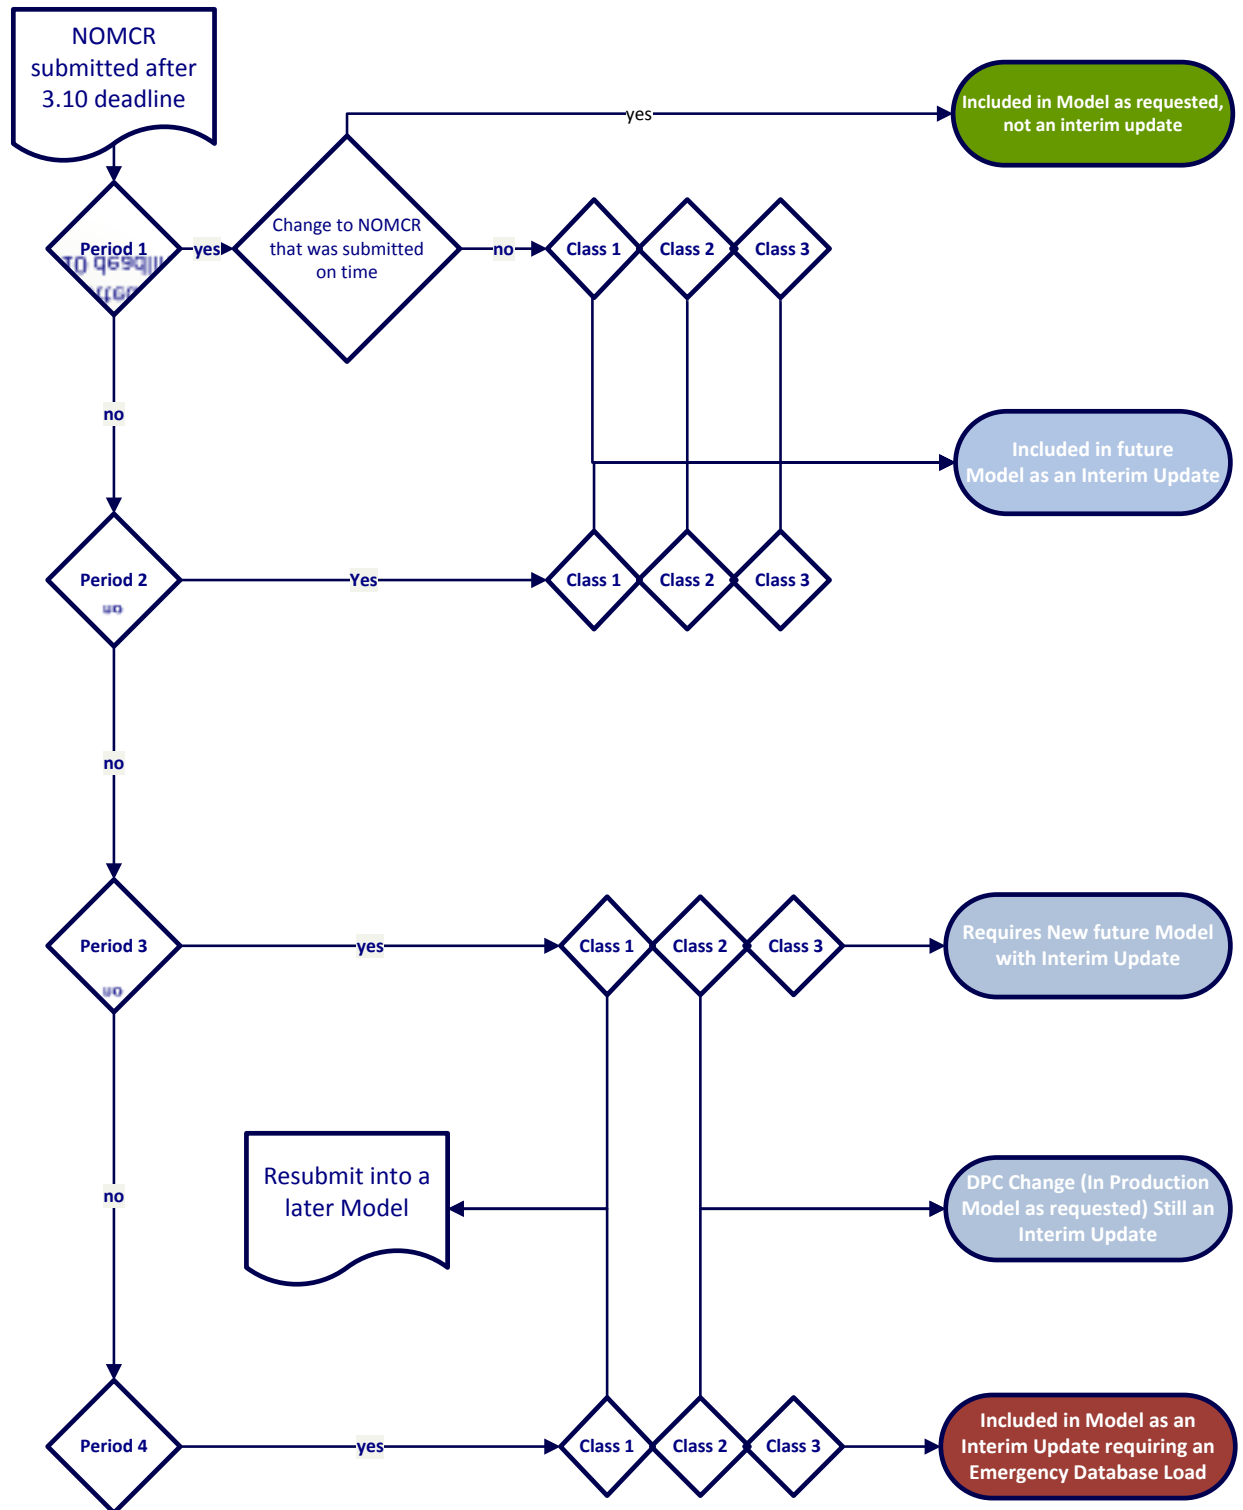 NOMCR
submitted after
3.10 deadline
yes
Included in Model as requested,
not an interim update
Period 1
yes
Change to NOMCR
that was submitted
on time
no
Class 1
Class 2
Class 3
no
Included in future
Model as an Interim Update
Period 2
no
Yes
Class 1
Class 2
Class 3
no
Period 3
no
yes
Class 1
Class 2
Class 3
Requires New future Model
with Interim Update
no
Resubmit into a
later Model
DPC Change (In Production
Model as requested) Still an
Interim Update
Period 4
yes
Class 1
Class 2
Class 3
Included in Model as an
Interim Update requiring an
Emergency Database Load